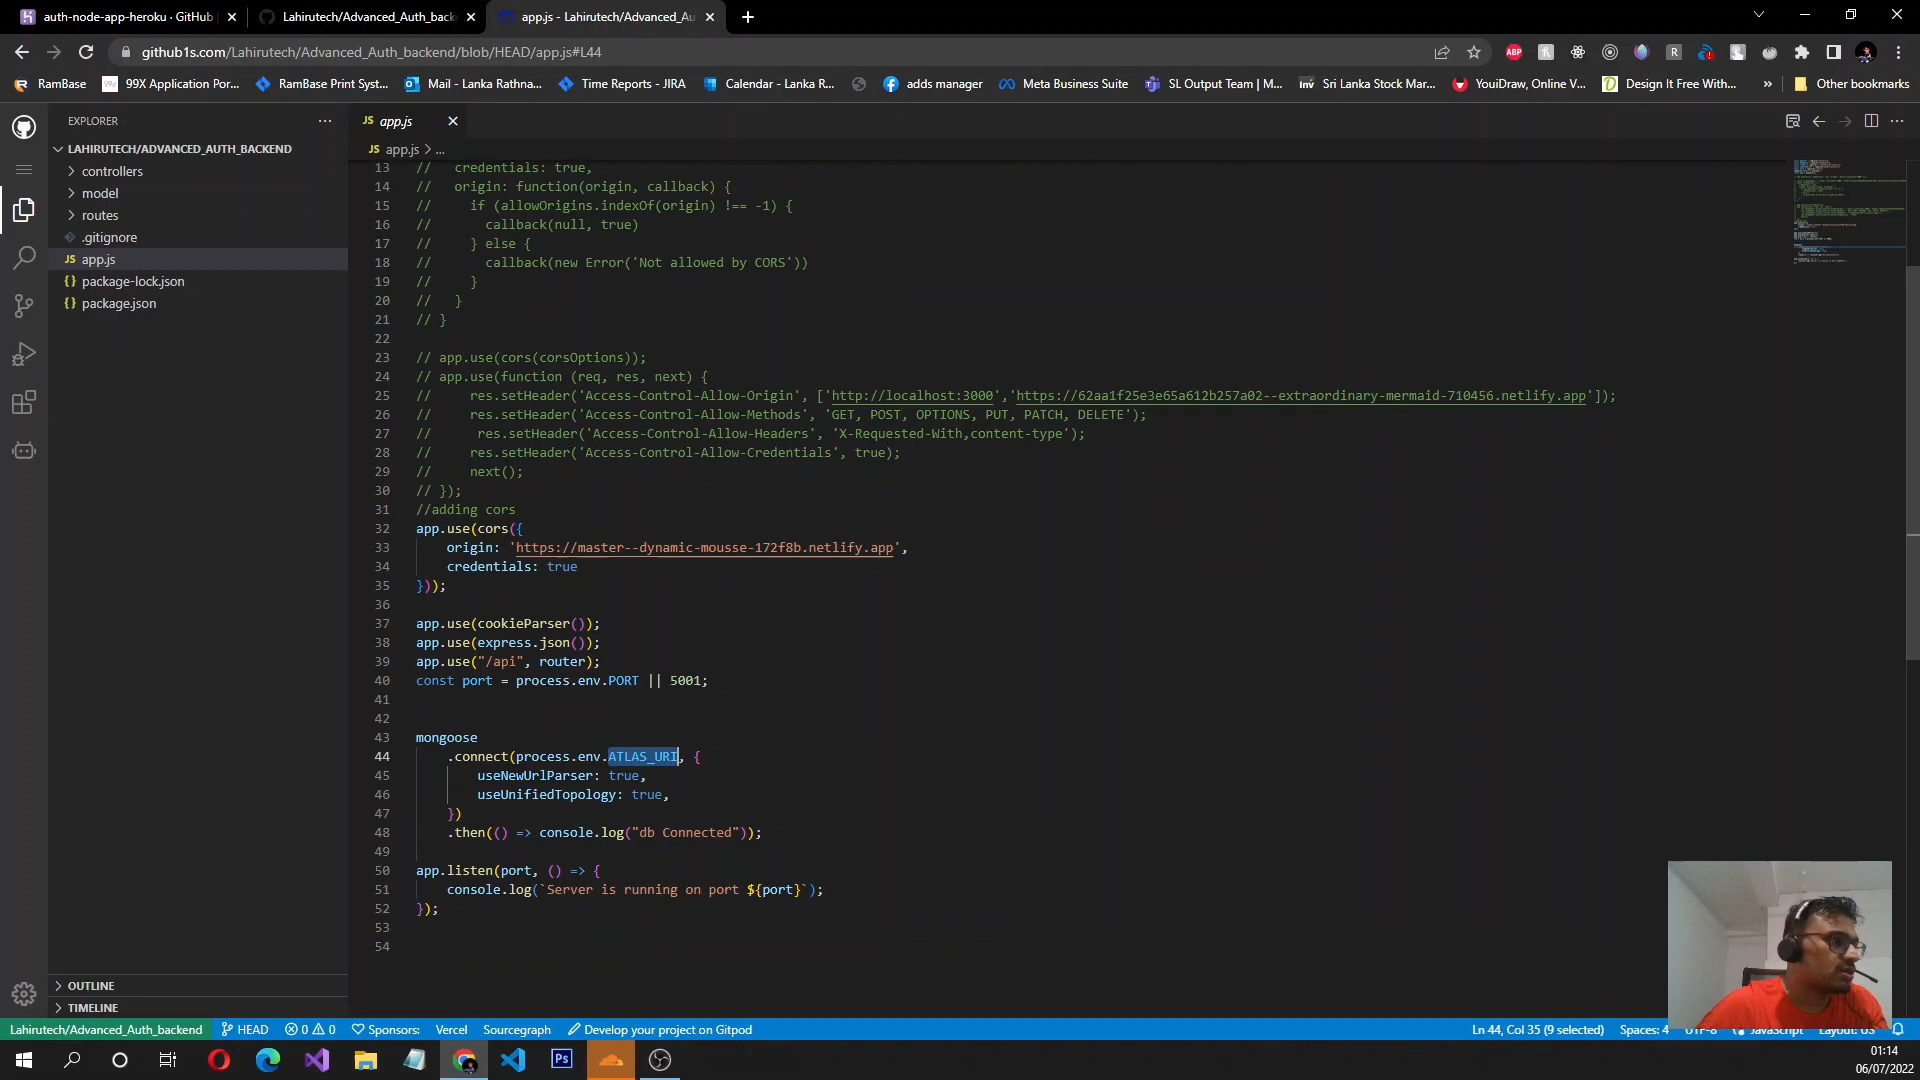 auth-node-app-heroku · GitHub
Lahirutech/Advanced_Auth_back
app.js - Lahirutech/Advanced_Au
github1s.com/Lahirutech/Advanced_Auth_backend/blob/HEAD/app.js#L44
RamBase
99X Application Por...
RamBase Print Syst...
Mail - Lanka Rathna...
Time Reports - JIRA
Calendar - Lanka R...
adds manager
Meta Business Suite
SL Output Team | M...
Sri Lanka Stock Mar...
YouiDraw, Online V...
Design It Free With...
»
Other bookmarks
EXPLORER
LAHIRUTECH/ADVANCED_AUTH_BACKEND
controllers
model
routes
.gitignore
JS app.js
{} package-lock.json
{} package.json
OUTLINE
TIMELINE
JS app.js
JS app.js > ...
13 //   credentials: true,
14 //   origin: function(origin, callback) {
15 //     if (allowOrigins.indexOf(origin) !== -1) {
16 //       callback(null, true)
17 //     } else {
18 //       callback(new Error('Not allowed by CORS'))
19 //     }
20 //   }
21 // }
22
23 // app.use(cors(corsOptions));
24 // app.use(function (req, res, next) {
25 //     res.setHeader('Access-Control-Allow-Origin', ['http://localhost:3000','https://62aa1f25e3e65a612b257a02--extraordinary-mermaid-710456.netlify.app']);
26 //     res.setHeader('Access-Control-Allow-Methods', 'GET, POST, OPTIONS, PUT, PATCH, DELETE');
27 //      res.setHeader('Access-Control-Allow-Headers', 'X-Requested-With,content-type');
28 //     res.setHeader('Access-Control-Allow-Credentials', true);
29 //     next();
30 // });
31 //adding cors
32 app.use(cors({
33     origin: 'https://master--dynamic-mousse-172f8b.netlify.app',
34     credentials: true
35 }));
36
37 app.use(cookieParser());
38 app.use(express.json());
39 app.use("/api", router);
40 const port = process.env.PORT || 5001;
41
42
43 mongoose
44     .connect(process.env.ATLAS_URI, {
45         useNewUrlParser: true,
46         useUnifiedTopology: true,
47     })
48     .then(() => console.log("db Connected"));
49
50 app.listen(port, () => {
51     console.log(`Server is running on port ${port}`);
52 });
53
54
Lahirutech/Advanced_Auth_backend
HEAD
0 0
Sponsors:
Vercel
Sourcegraph
Develop your project on Gitpod
Ln 44, Col 35 (9 selected)
Spaces: 4
UTF-8
JavaScript
Layout: US
Ps
01:14
06/07/2022